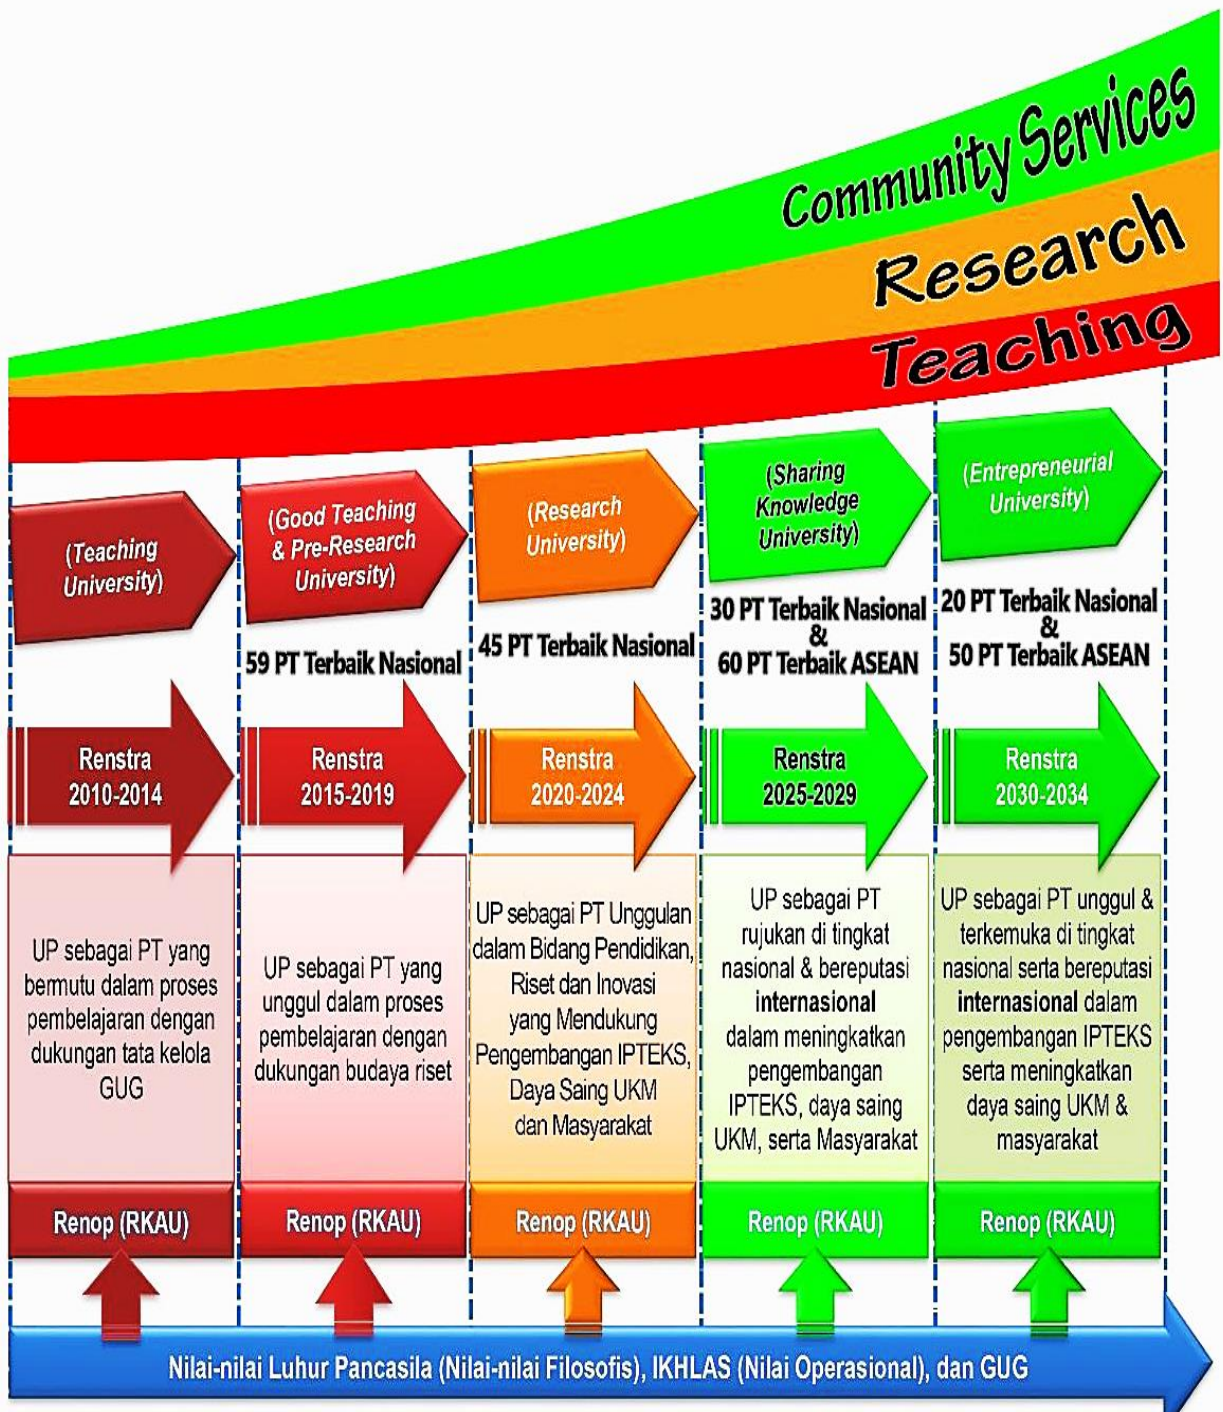 Community Services
Research
Teaching
(Teaching
University)
(Good Teaching
& Pre-Research
University)
(Research
University)
(Sharing
Knowledge
University)
(Entrepreneurial
University)
59 PT Terbaik Nasional
45 PT Terbaik Nasional
30 PT Terbaik Nasional
&
60 PT Terbaik ASEAN
20 PT Terbaik Nasional
&
50 PT Terbaik ASEAN
Renstra
2010-2014
Renstra
2015-2019
Renstra
2020-2024
Renstra
2025-2029
Renstra
2030-2034
UP sebagai PT yang
bermutu dalam proses
pembelajaran dengan
dukungan tata kelola
GUG
UP sebagai PT yang
unggul dalam proses
pembelajaran dengan
dukungan budaya riset
UP sebagai PT Unggulan
dalam Bidang Pendidikan,
Riset dan Inovasi
yang Mendukung
Pengembangan IPTEKS,
Daya Saing UKM
dan Masyarakat
UP sebagai PT
rujukan di tingkat
nasional & bereputasi
internasional
dalam meningkatkan
pengembangan
IPTEKS, daya saing
UKM, serta Masyarakat
UP sebagai PT unggul &
terkemuka di tingkat
nasional serta bereputasi
internasional dalam
pengembangan IPTEKS
serta meningkatkan
daya saing UKM &
masyarakat
Renop (RKAU)
Renop (RKAU)
Renop (RKAU)
Renop (RKAU)
Renop (RKAU)
Nilai-nilai Luhur Pancasila (Nilai-nilai Filosofis), IKHLAS (Nilai Operasional), dan GUG